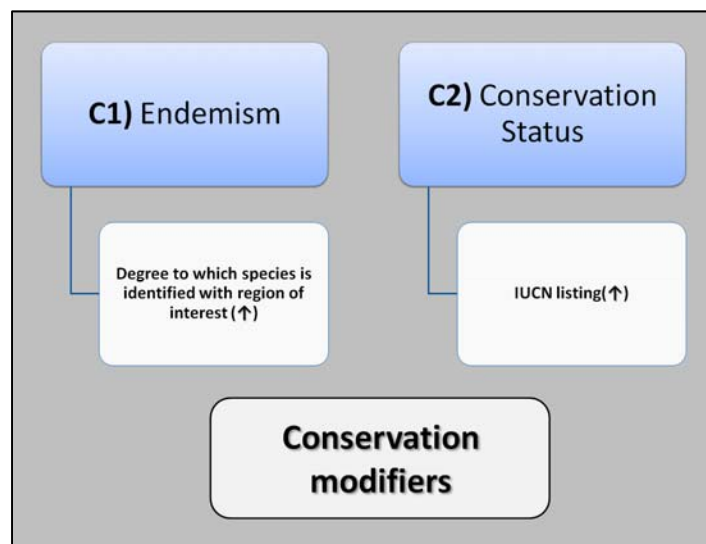 C1) Endemism
C2) Conservation
Status
Degree to which species is
identified with region of
interest (↑)
IUCN listing(↑)
Conservation
modifiers